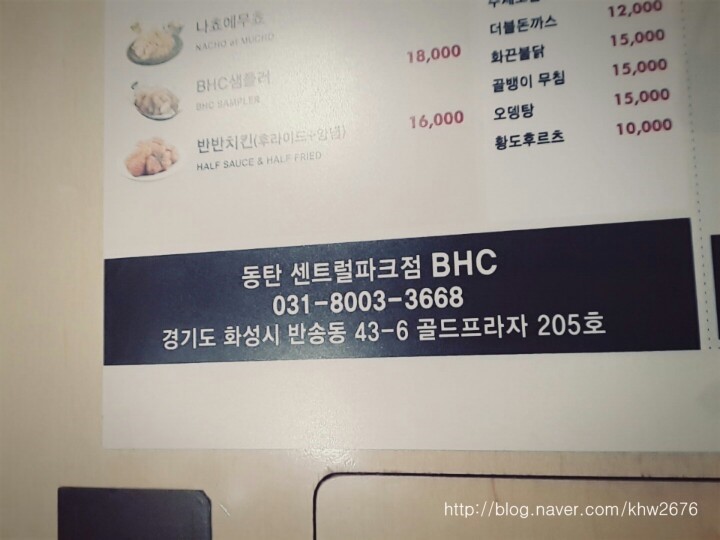 나쵸에무쵸
NACHO et MUCHO
18,000
BHC샘플러
BHC SAMPLER
16,000
반반치킨(후라이드+양념)
HALF SAUCE & HALF FRIED
12,000
더블돈까스
15,000
화끈불닭
15,000
골뱅이 무침
15,000
오뎅탕
10,000
황도후르츠
동탄 센트럴파크점 BHC
031-8003-3668
경기도 화성시 반송동 43-6 골드프라자 205호
http://blog.naver.com/khw2676